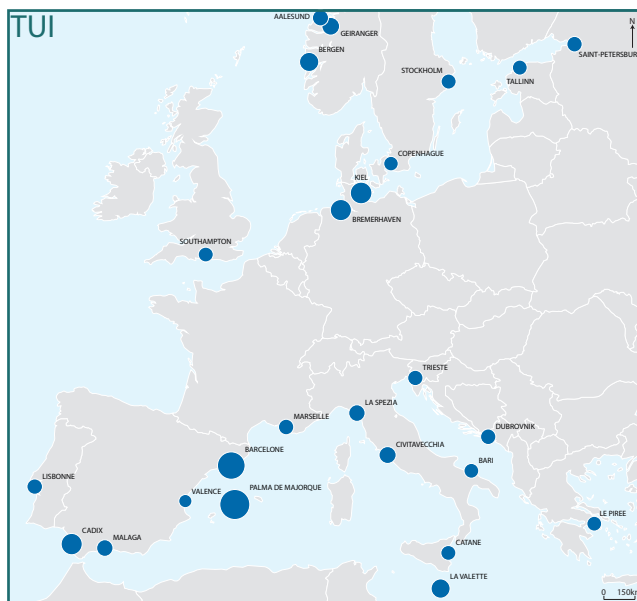 TUI
AALESUND
GEIRANGER
N
BERGEN
SAINT-PETERSBUR
STOCKHOLM
TALLINN
COPENHAGUE
KIEL
BREMERHAVEN
SOUTHAMPTON
TRIESTE
LA SPEZIA
MARSEILLE
DUBROVNIK
CIVITAVECCHIA
BARCELONE
BARI
LISBONNE
PALMA DE MAJORQUE
VALENCE
LE PIREE
CADIX
MALAGA
CATANE
LA VALETTE
0 150km